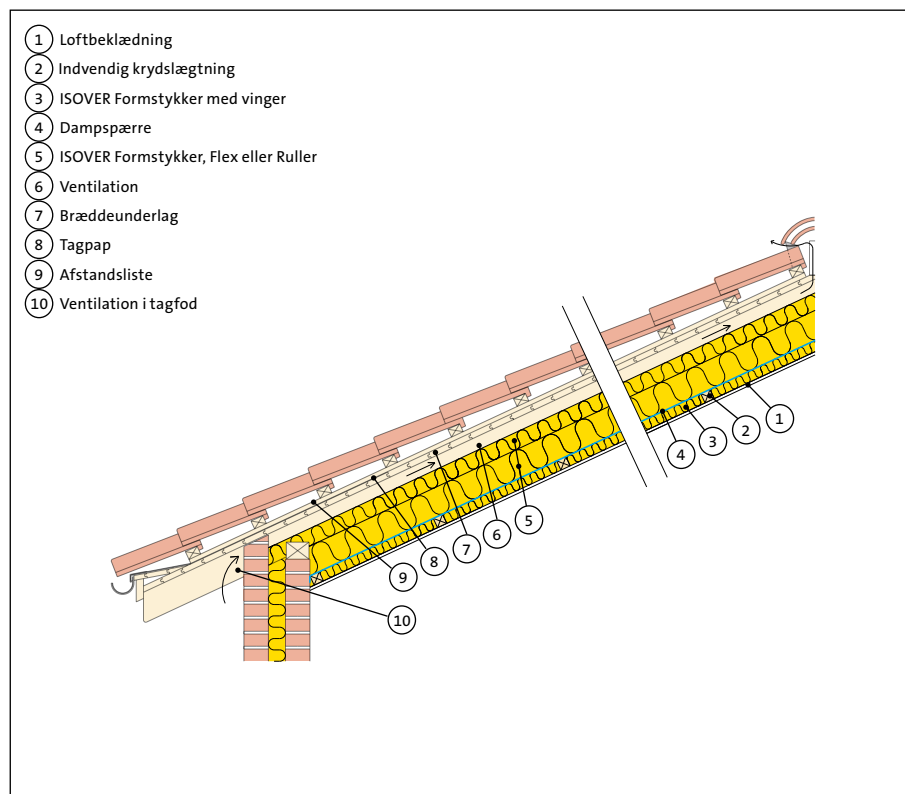 1 Loftbeklædning
2 Indvendig krydslægtning
3 ISOVER Formstykker med vinger
4 Dampspærre
5 ISOVER Formstykker, Flex eller Ruller
6 Ventilation
7 Bræddeunderlag
8 Tagpap
9 Afstandsliste
10 Ventilation i tagfod
1
2
3
4
5
6
7
8
9
10